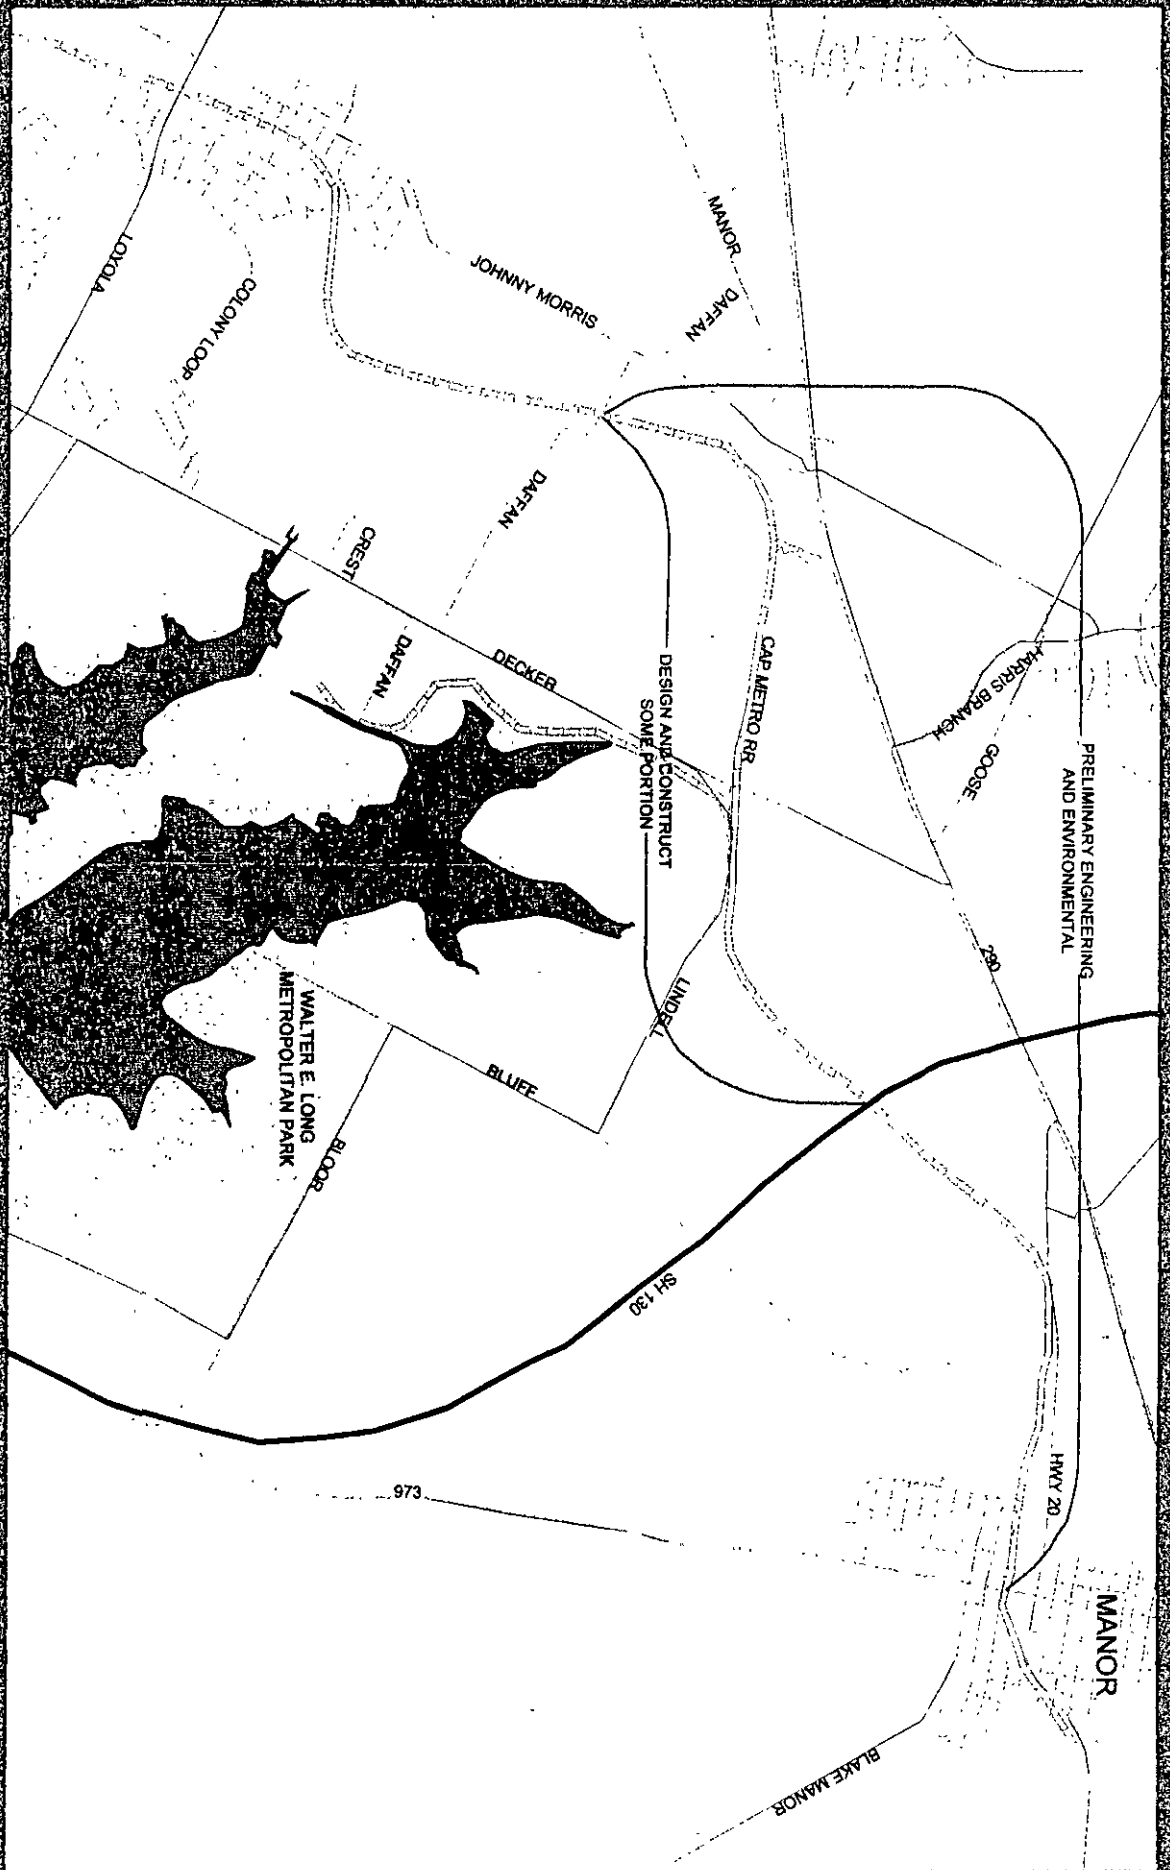 MANOR
DAFFAN
JOHNNY MORRIS
LOYOLA
COLONY LOOP
DAFFAN
CREST
DAFFAN
DECKER
DESIGN AND CONSTRUCT
SOME PORTION
CAP METRO RR
HARRIS BRANCH
GOOSE
PRELIMINARY ENGINEERING
AND ENVIRONMENTAL
290
LINDELL
BLUFF
WALTER E. LONG
METROPOLITAN PARK
BLOOR
SH 130
973
HWY 20
MANOR
BLAKE MANOR